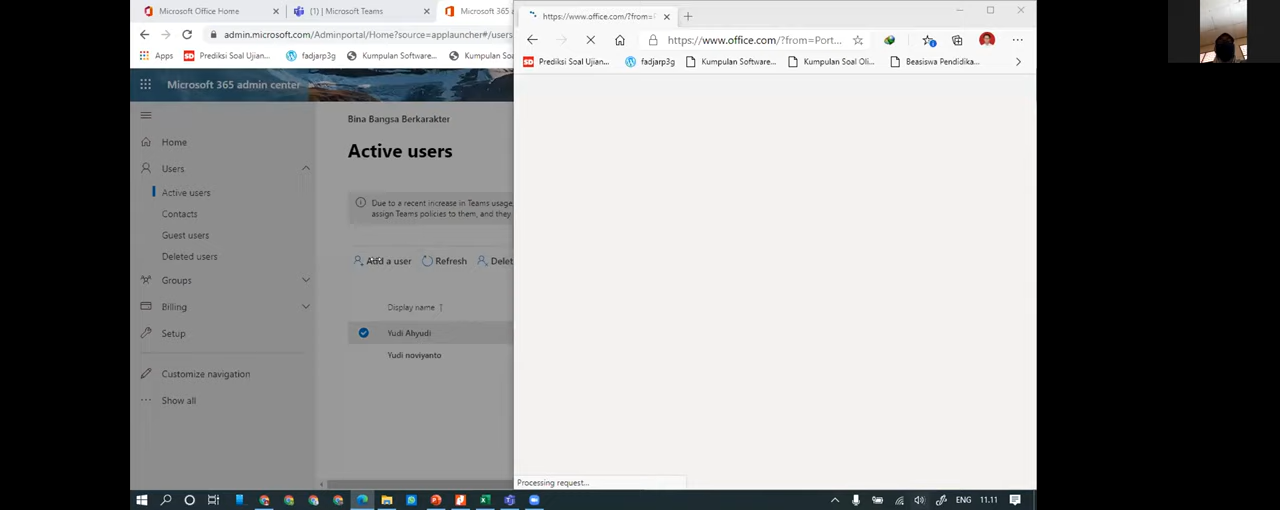 Microsoft Office Home
(1) | Microsoft Teams
Microsoft 365 a
admin.microsoft.com/Adminportal/Home?source=applauncher#/users
Apps
Prediksi Soal Ujian...
fadjarp3g
Kumpulan Software...
Kumpulan So
Microsoft 365 admin center
Home
Users
Active users
Contacts
Guest users
Deleted users
Groups
Billing
Setup
Customize navigation
Show all
Bina Bangsa Berkarakter
Active users
Due to a recent increase in Teams usage,
assign Teams policies to them, and they
Add a user
Refresh
Delet
Display name ↑
Yudi Ahyudi
Yudi noviyanto
https://www.office.com/?from=
https://www.office.com/?from=Port...
Prediksi Soal Ujian...
fadjarp3g
Kumpulan Software...
Kumpulan Soal Oli...
Beasiswa Pendidika...
Processing request...
ENG
11.11